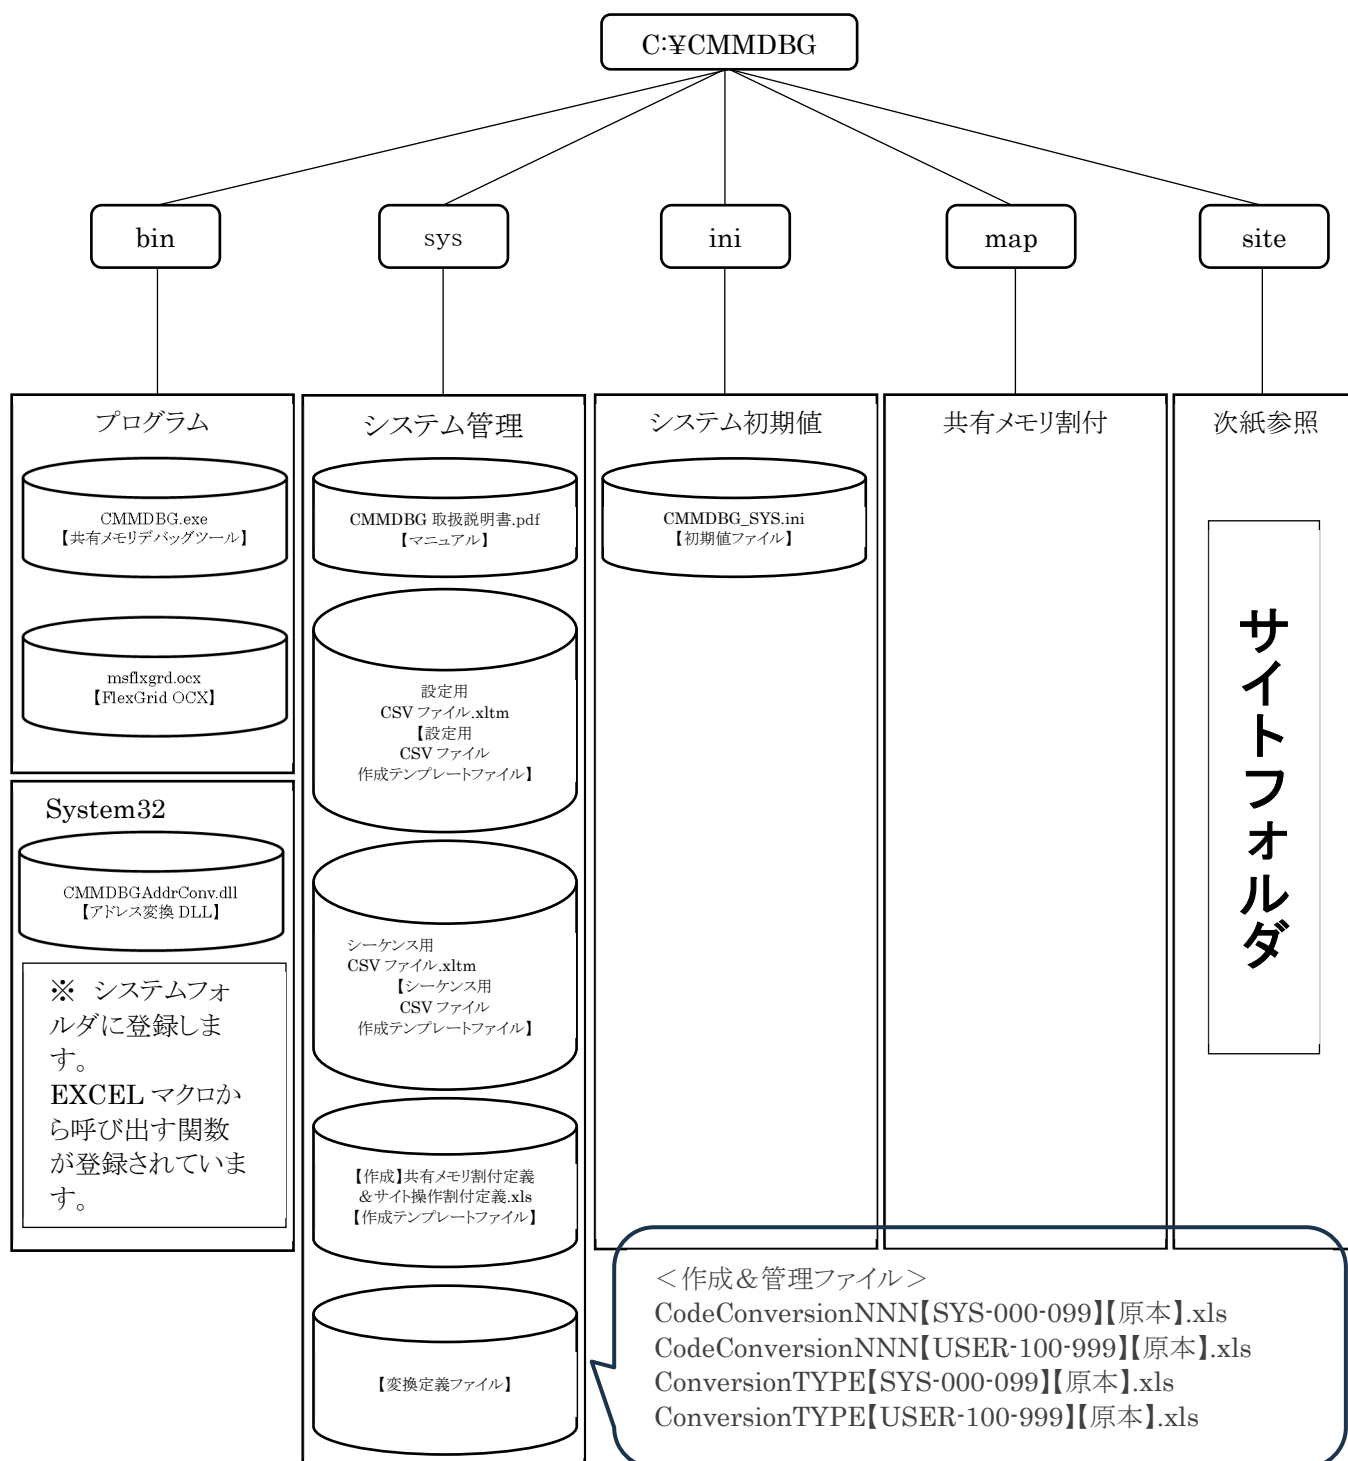 C:¥CMMDBG
bin
sys
ini
map
site
プログラム
CMMDBG.exe
【共有メモリデバッグツール】
msflxgrd.ocx
【FlexGrid OCX】
System32
CMMDBGAddrConv.dll
【アドレス変換 DLL】
※ システムフォ
ルダに登録しま
す。
EXCEL マクロか
ら呼び出す関数
が登録されていま
す。
システム管理
CMMDBG 取扱説明書.pdf
【マニュアル】
設定用
CSV ファイル.xltm
【設定用
CSV ファイル
作成テンプレートファイル】
シーケンス用
CSV ファイル.xltm
【シーケンス用
CSV ファイル
作成テンプレートファイル】
【作成】共有メモリ割付定義
&サイト操作割付定義.xls
【作成テンプレートファイル】
【変換定義ファイル】
システム初期値
CMMDBG_SYS.ini
【初期値ファイル】
共有メモリ割付
次紙参照
サイトフォルダ
<作成&管理ファイル>
CodeConversionNNN【SYS-000-099】【原本】.xls
CodeConversionNNN【USER-100-999】【原本】.xls
ConversionTYPE【SYS-000-099】【原本】.xls
ConversionTYPE【USER-100-999】【原本】.xls